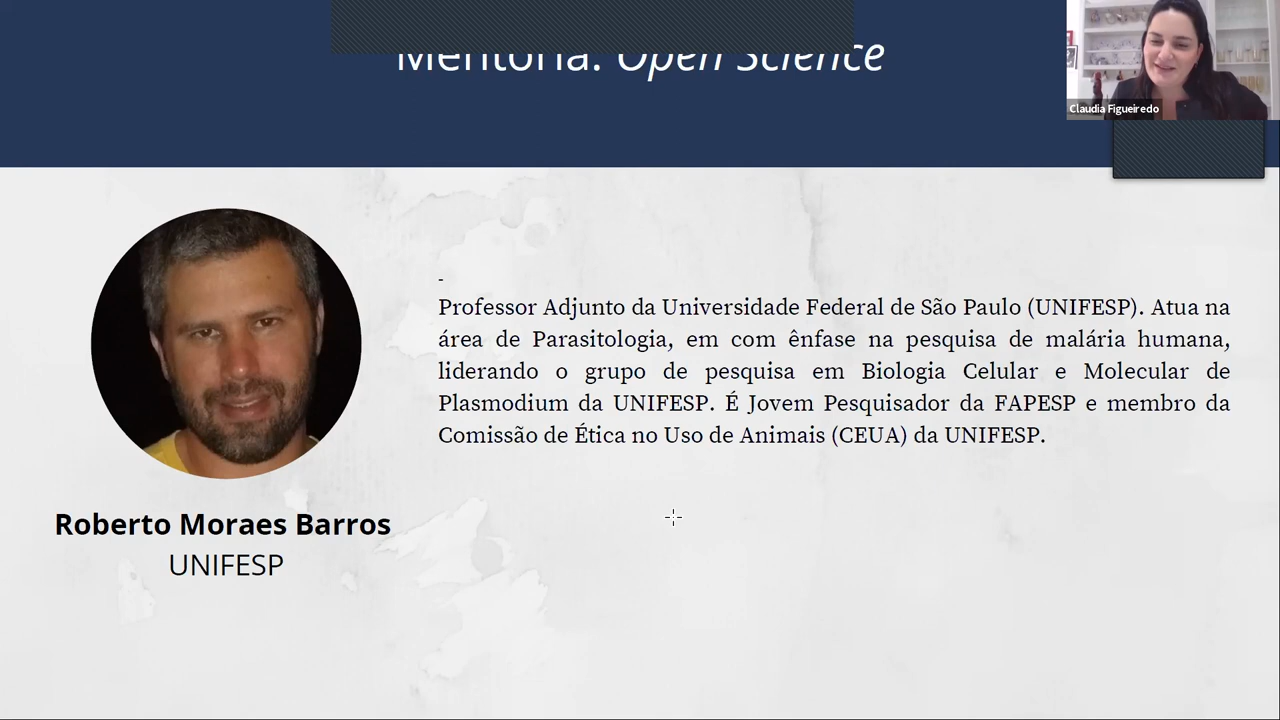 Mentoria: Open Science
Claudia Figueiredo
-
Professor Adjunto da Universidade Federal de São Paulo (UNIFESP). Atua na
área de Parasitologia, em com ênfase na pesquisa de malária humana,
liderando o grupo de pesquisa em Biologia Celular e Molecular de
Plasmodium da UNIFESP. É Jovem Pesquisador da FAPESP e membro da
Comissão de Ética no Uso de Animais (CEUA) da UNIFESP.
Roberto Moraes Barros
UNIFESP